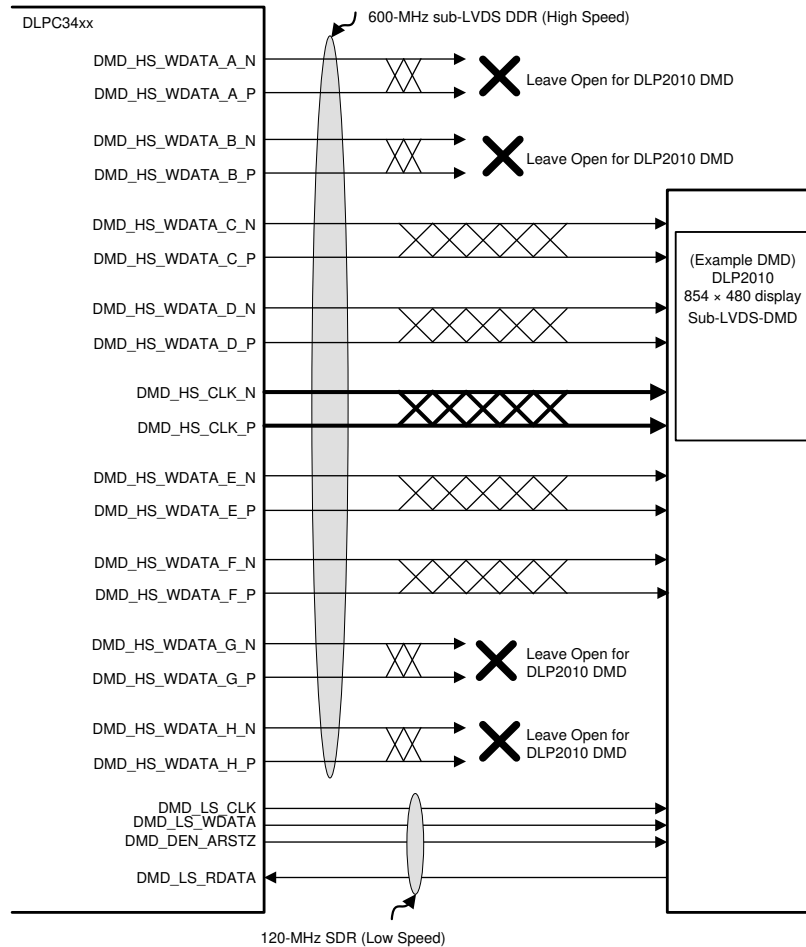 600-MHz sub-LVDS DDR (High Speed)
DLPC34xx
DMD_HS_WDATA_A_N
DMD_HS_WDATA_A_P
Leave Open for DLP2010 DMD
DMD_HS_WDATA_B_N
DMD_HS_WDATA_B_P
Leave Open for DLP2010 DMD
DMD_HS_WDATA_C_N
DMD_HS_WDATA_C_P
(Example DMD)
DLP2010
854 × 480 display
Sub-LVDS-DMD
DMD_HS_WDATA_D_N
DMD_HS_WDATA_D_P
DMD_HS_CLK_N
DMD_HS_CLK_P
DMD_HS_WDATA_E_N
DMD_HS_WDATA_E_P
DMD_HS_WDATA_F_N
DMD_HS_WDATA_F_P
DMD_HS_WDATA_G_N
DMD_HS_WDATA_G_P
Leave Open for
DLP2010 DMD
DMD_HS_WDATA_H_N
DMD_HS_WDATA_H_P
Leave Open for
DLP2010 DMD
DMD_LS_CLK
DMD_LS_WDATA
DMD_DEN_ARSTZ
DMD_LS_RDATA
120-MHz SDR (Low Speed)